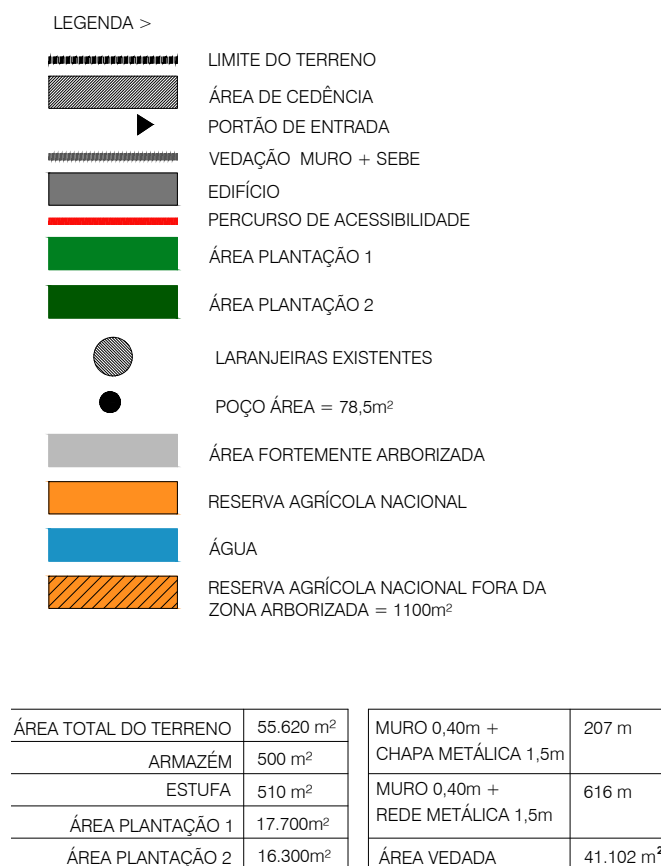 LEGENDA >
LIMITE DO TERRENO
ÁREA DE CEDÊNCIA
PORTÃO DE ENTRADA
VEDAÇÃO MURO + SEBE
EDIFÍCIO
PERCURSO DE ACESSIBILIDADE
ÁREA PLANTAÇÃO 1
ÁREA PLANTAÇÃO 2
LARANJEIRAS EXISTENTES
POÇO ÁREA = 78,5m²
ÁREA FORTEMENTE ARBORIZADA
RESERVA AGRÍCOLA NACIONAL
ÁGUA
RESERVA AGRÍCOLA NACIONAL FORA DA
ZONA ARBORIZADA = 1100m²
ÁREA TOTAL DO TERRENO 55.620 m²
ARMAZÉM 500 m²
ESTUFA 510 m²
ÁREA PLANTAÇÃO 1 17.700m²
ÁREA PLANTAÇÃO 2 16.300m²
MURO 0,40m + 207 m
CHAPA METÁLICA 1,5m
MURO 0,40m + 616 m
REDE METÁLICA 1,5m
ÁREA VEDADA 41.102 m²